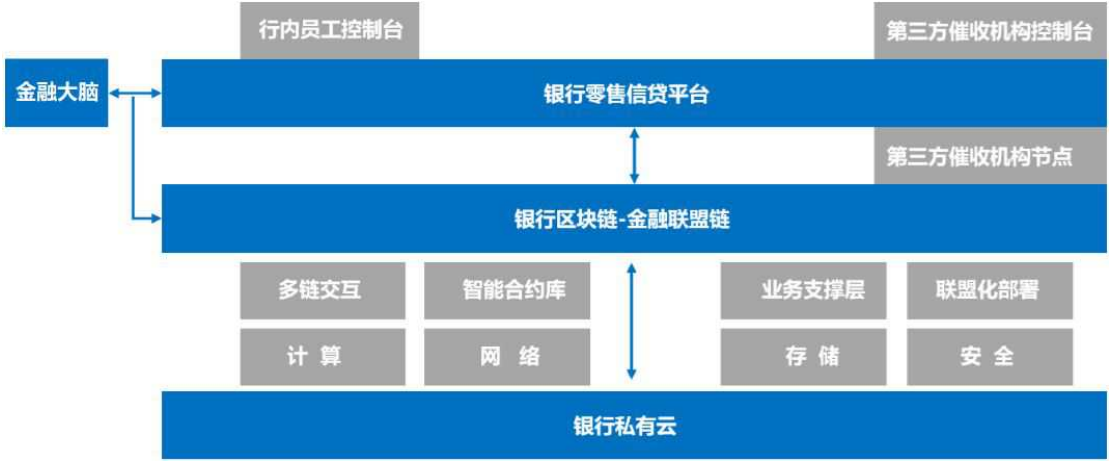 行内员工控制台
第三方催收机构控制台
金融大脑
银行零售信贷平台
第三方催收机构节点
银行区块链-金融联盟链
多链交互
智能合约库
业务支撑层
联盟化部署
计 算
网 络
存 储
安 全
银行私有云